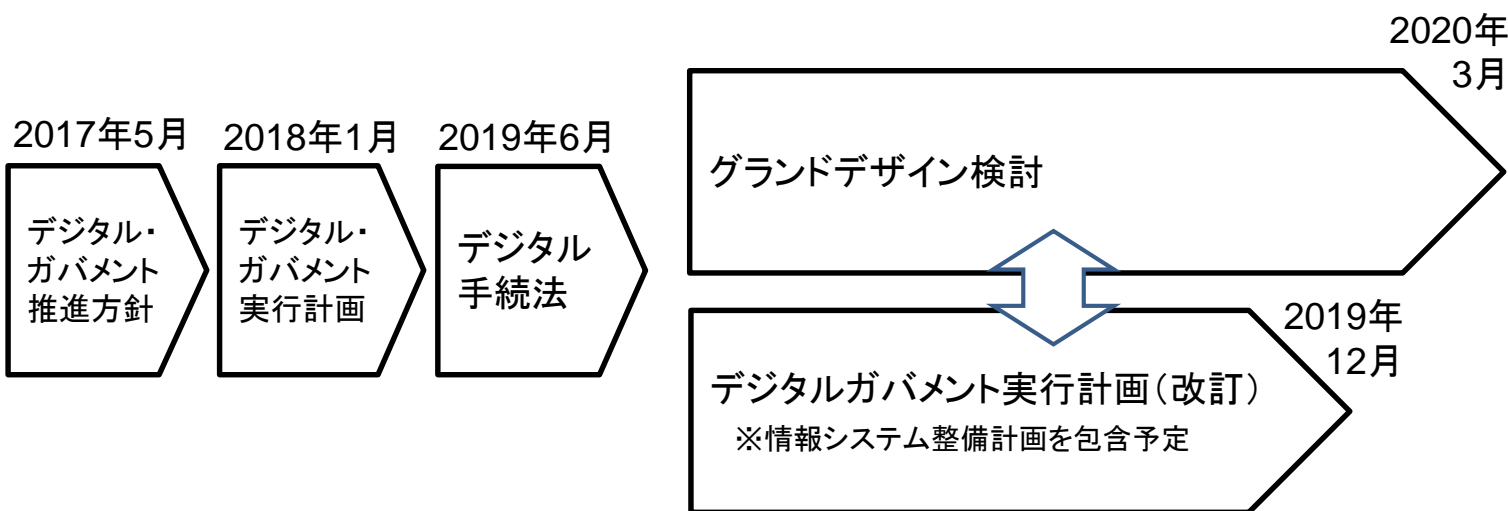 2017年5月
デジタル・
ガバメント
推進方針
2018年1月
デジタル・
ガバメント
実行計画
2019年6月
デジタル
手続法
2020年
3月
グランドデザイン検討
2019年
12月
デジタルガバメント実行計画(改訂)
※情報システム整備計画を包含予定